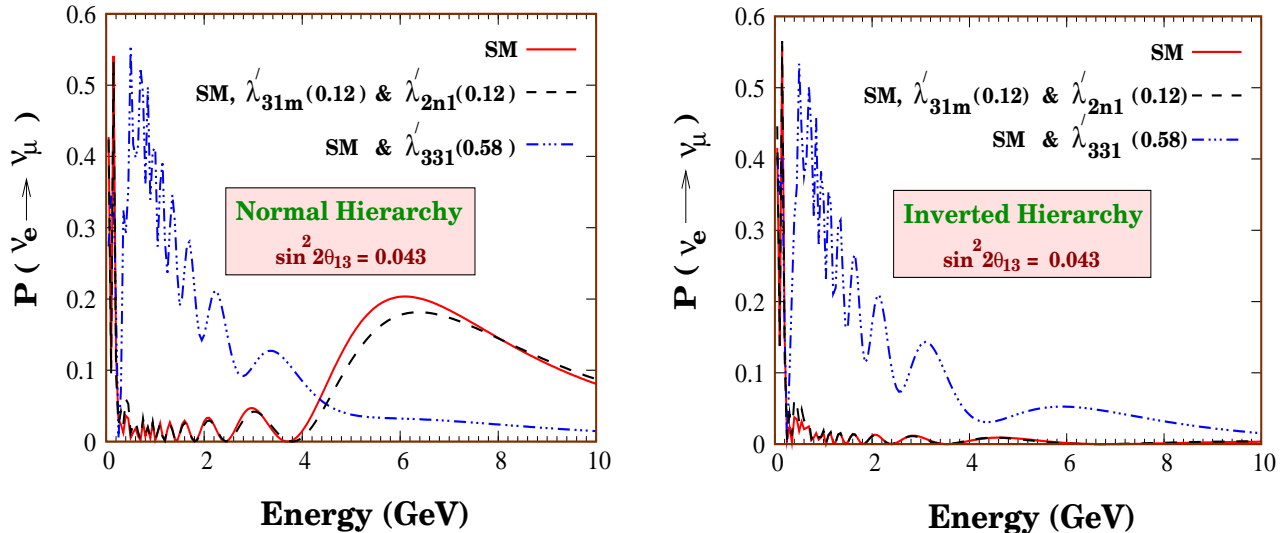 0.6
0.5
0.4
0.3
0.2
0.1
0
P ( νe ⟶ νμ )
SM
SM, λ′31m (0.12) & λ′2n1 (0.12)
SM & λ′331 (0.58)
Normal Hierarchy
sin² 2θ13 = 0.043
0 2 4 6 8 10
Energy (GeV)
0.6
0.5
0.4
0.3
0.2
0.1
0
P ( νe ⟶ νμ )
SM
SM, λ′31m (0.12) & λ′2n1 (0.12)
SM & λ′331 (0.58)
Inverted Hierarchy
sin² 2θ13 = 0.043
0 2 4 6 8 10
Energy (GeV)